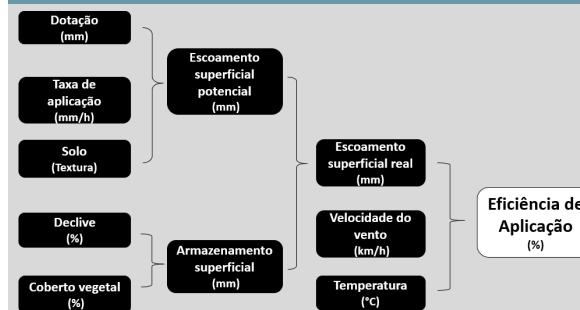 Dotação
(mm)
Taxa de
aplicação
(mm/h)
Solo
(Textura)
Declive
(%)
Coberto vegetal
(%)
Escoamento
superficial
potencial
(mm)
Armazenamento
superficial
(mm)
Escoamento
superficial real
(mm)
Velocidade do
vento
(km/h)
Temperatura
(°C)
Eficiência de
Aplicação
(%)